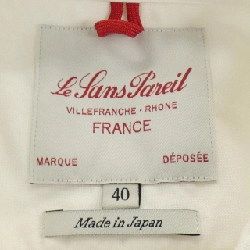 Le Sans Pareil
VILLEFRANCHE - RHONE
FRANCE
MARQUE DÉPOSÉE
40
Made in Japan